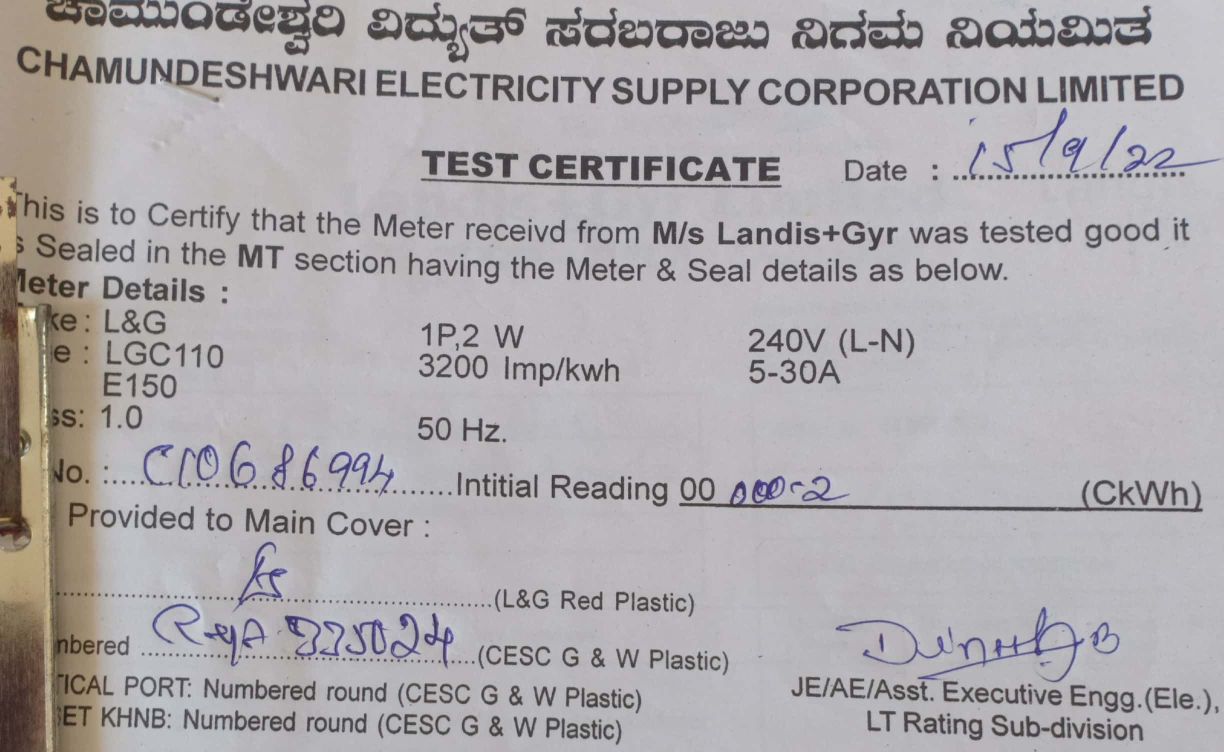 ಚಾಮುಂಡೇಶ್ವರಿ ವಿದ್ಯುತ್ ಸರಬರಾಜು ನಿಗಮ ನಿಯಮಿತ
CHAMUNDESHWARI ELECTRICITY SUPPLY CORPORATION LIMITED
TEST CERTIFICATE Date : 15/9/22
This is to Certify that the Meter receivd from M/s Landis+Gyr was tested good it
s Sealed in the MT section having the Meter & Seal details as below.
Meter Details :
ke : L&G 1P,2 W 240V (L-N)
e : LGC110 3200 Imp/kwh 5-30A
E150
ss: 1.0 50 Hz.
No. : C10686994 Intitial Reading 00 000-2 (CkWh)
Provided to Main Cover :
(L&G Red Plastic)
nbered (CESC G & W Plastic)
TICAL PORT: Numbered round (CESC G & W Plastic)
ET KHNB: Numbered round (CESC G & W Plastic)
JE/AE/Asst. Executive Engg.(Ele.),
LT Rating Sub-division